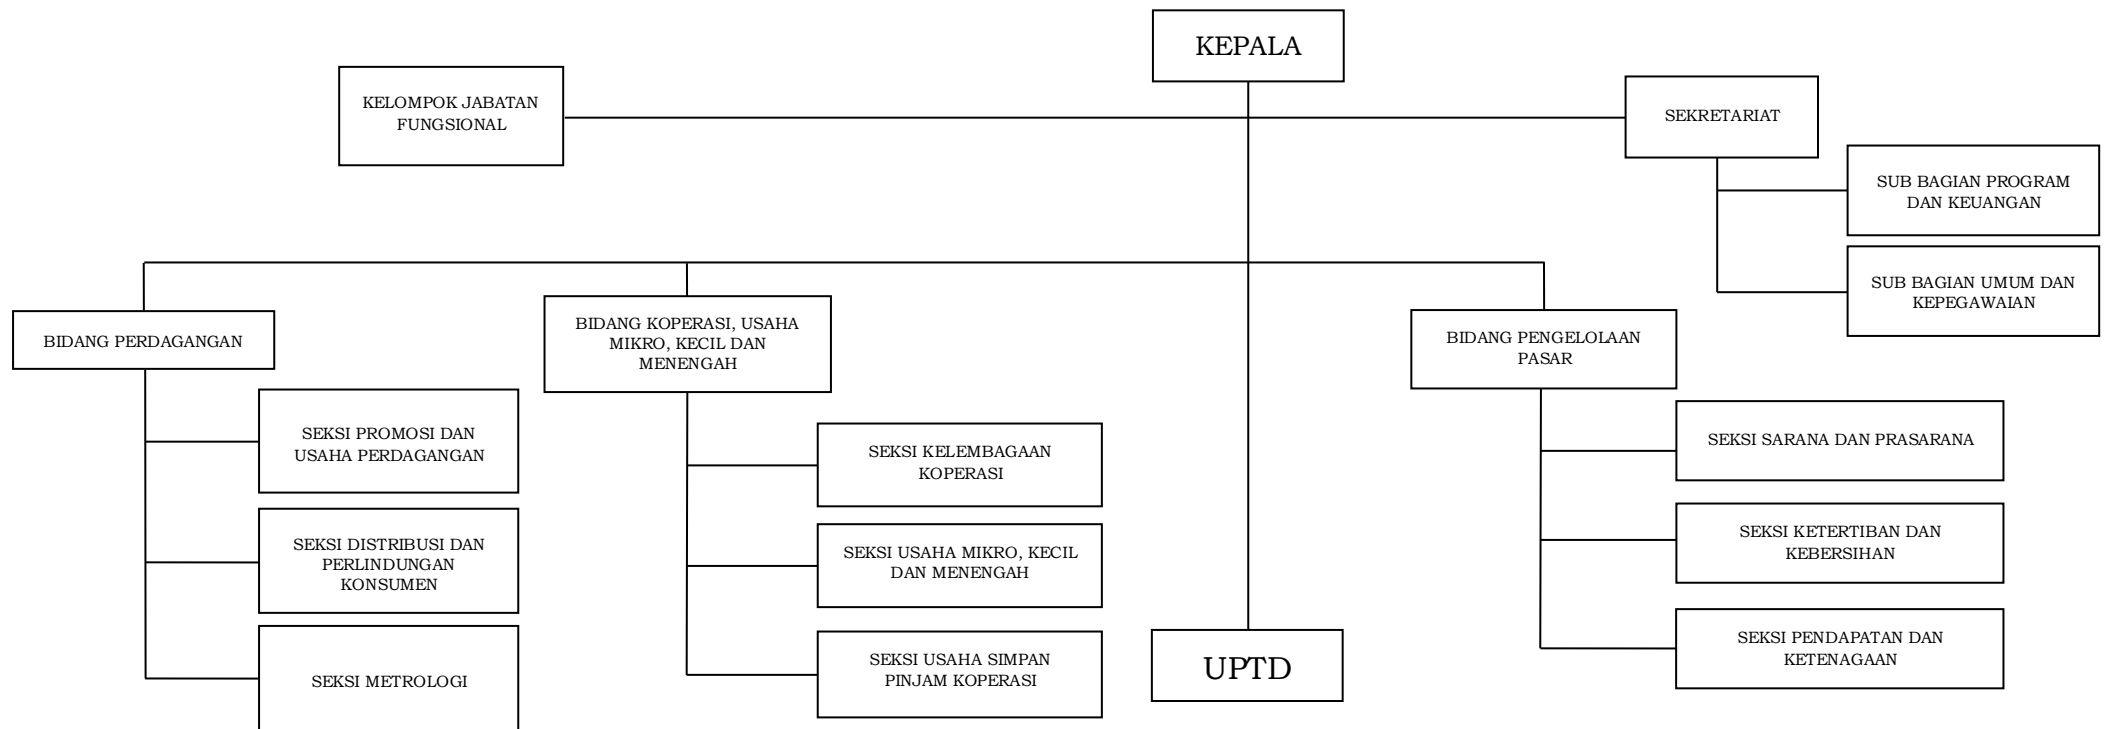 KEPALA
KELOMPOK JABATAN
FUNGSIONAL
SEKRETARIAT
SUB BAGIAN PROGRAM
DAN KEUANGAN
SUB BAGIAN UMUM DAN
KEPEGAWAIAN
BIDANG PERDAGANGAN
SEKSI PROMOSI DAN
USAHA PERDAGANGAN
SEKSI DISTRIBUSI DAN
PERLINDUNGAN
KONSUMEN
SEKSI METROLOGI
BIDANG KOPERASI, USAHA
MIKRO, KECIL DAN
MENENGAH
SEKSI KELEMBAGAAN
KOPERASI
SEKSI USAHA MIKRO, KECIL
DAN MENENGAH
SEKSI USAHA SIMPAN
PINJAM KOPERASI
UPTD
BIDANG PENGELOLAAN
PASAR
SEKSI SARANA DAN PRASARANA
SEKSI KETERTIBAN DAN
KEBERSIHAN
SEKSI PENDAPATAN DAN
KETENAGAAN